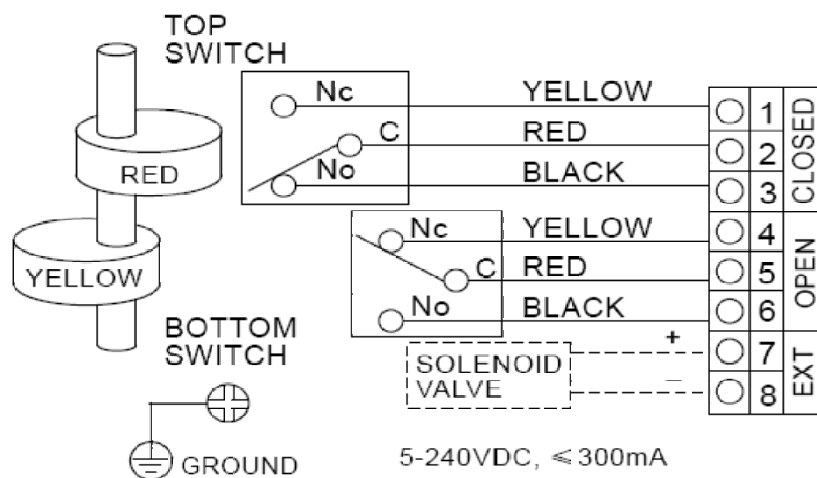 TOP
SWITCH
Nc
YELLOW
C
RED
No
BLACK
1
2
3
CLOSED
RED
Nc
YELLOW
C
RED
No
BLACK
4
5
6
OPEN
YELLOW
BOTTOM
SWITCH
SOLENOID
VALVE
+
−
7
8
EXT
GROUND
5-240VDC, ≤300mA